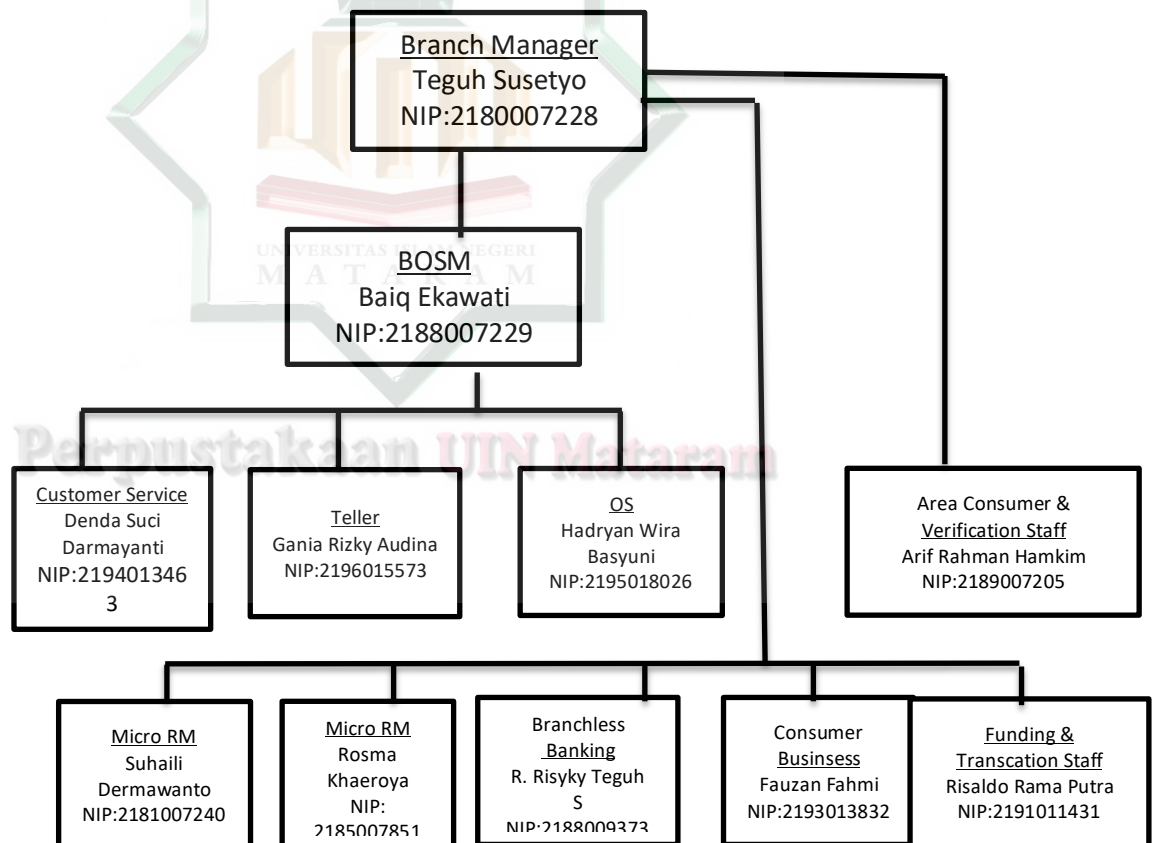 Branch Manager
Teguh Susetyo
NIP:2180007228
UNIVERSITAS ISLAM NEGERI
MATARAM
BOSM
Baiq Ekawati
NIP:2188007229
Perpustakaan UIN Mataram
Customer Service
Denda Suci
Darmayanti
NIP:219401346
3
Teller
Gania Rizky Audina
NIP:2196015573
OS
Hadryan Wira
Basyuni
NIP:2195018026
Area Consumer &
Verification Staff
Arif Rahman Hamkim
NIP:2189007205
Micro RM
Suhaili
Dermawanto
NIP:2181007240
Micro RM
Rosma
Khaeroya
NIP:
2185007851
Branchless
Banking
R. Risyky Teguh
S
NIP:2188009373
Consumer
Businsess
Fauzan Fahmi
NIP:2193013832
Funding &
Transcation Staff
Risaldo Rama Putra
NIP:2191011431